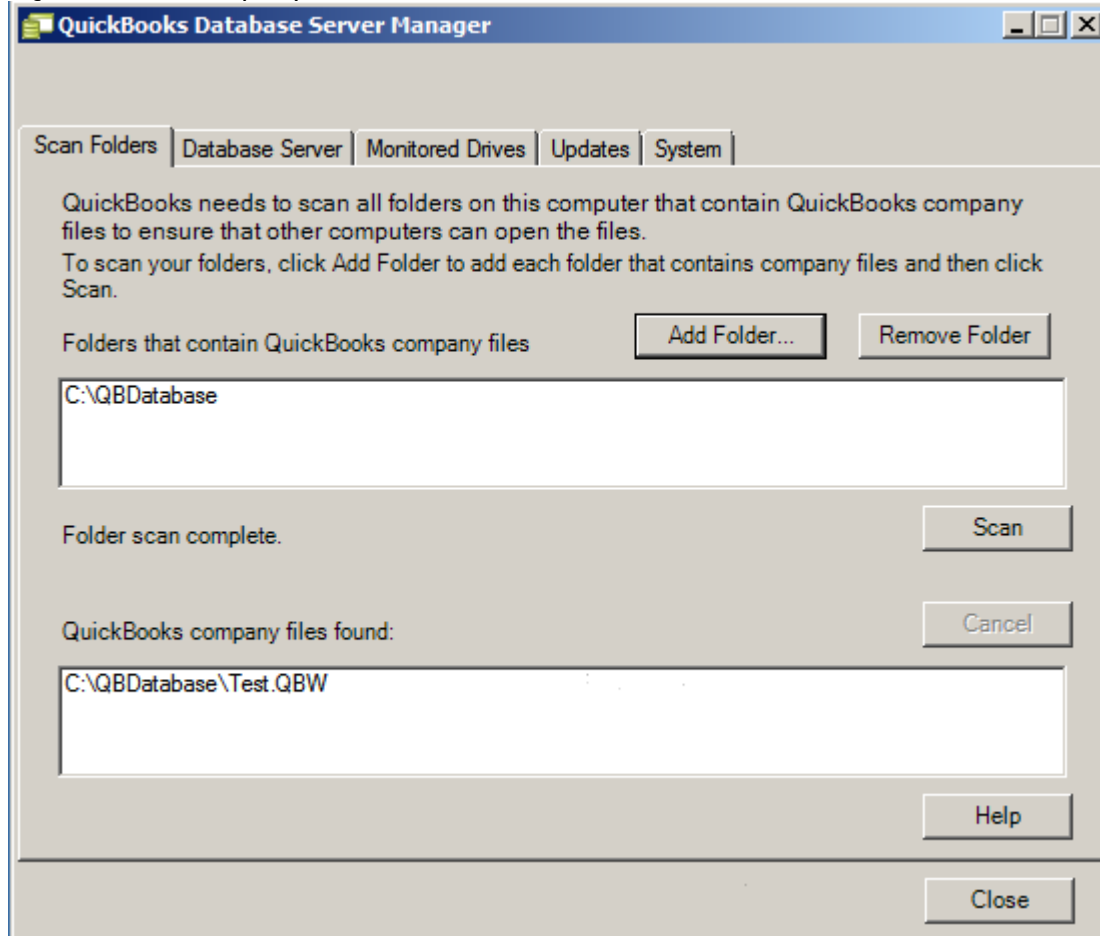 QuickBooks Database Server Manager
Scan Folders Database Server Monitored Drives Updates System
QuickBooks needs to scan all folders on this computer that contain QuickBooks company
files to ensure that other computers can open the files.
To scan your folders, click Add Folder to add each folder that contains company files and then click
Scan.
Folders that contain QuickBooks company files
Add Folder...
Remove Folder
C:\QBDatabase
Folder scan complete.
Scan
QuickBooks company files found:
Cancel
C:\QBDatabase\Test.QBW
Help
Close